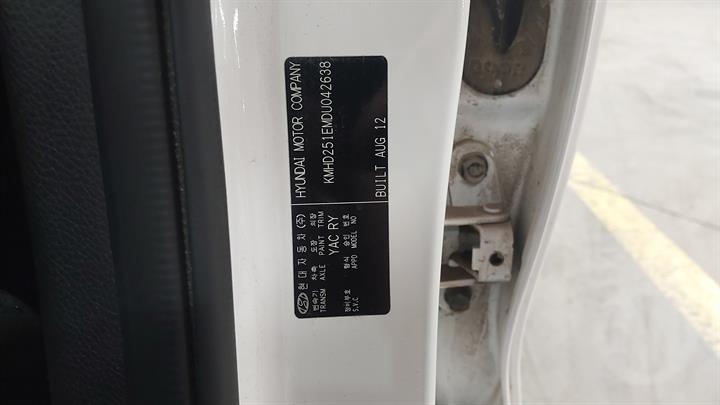 현대자동차(주) HYUNDAI MOTOR COMPANY
변속기 차축 도장 의장
TRANSM AXLE PAINT TRIM
YAC RY
KMHD251EMDU042638
정비부호 형식 승인 번호
S.V.C APPD MODEL NO
BUILT AUG 12